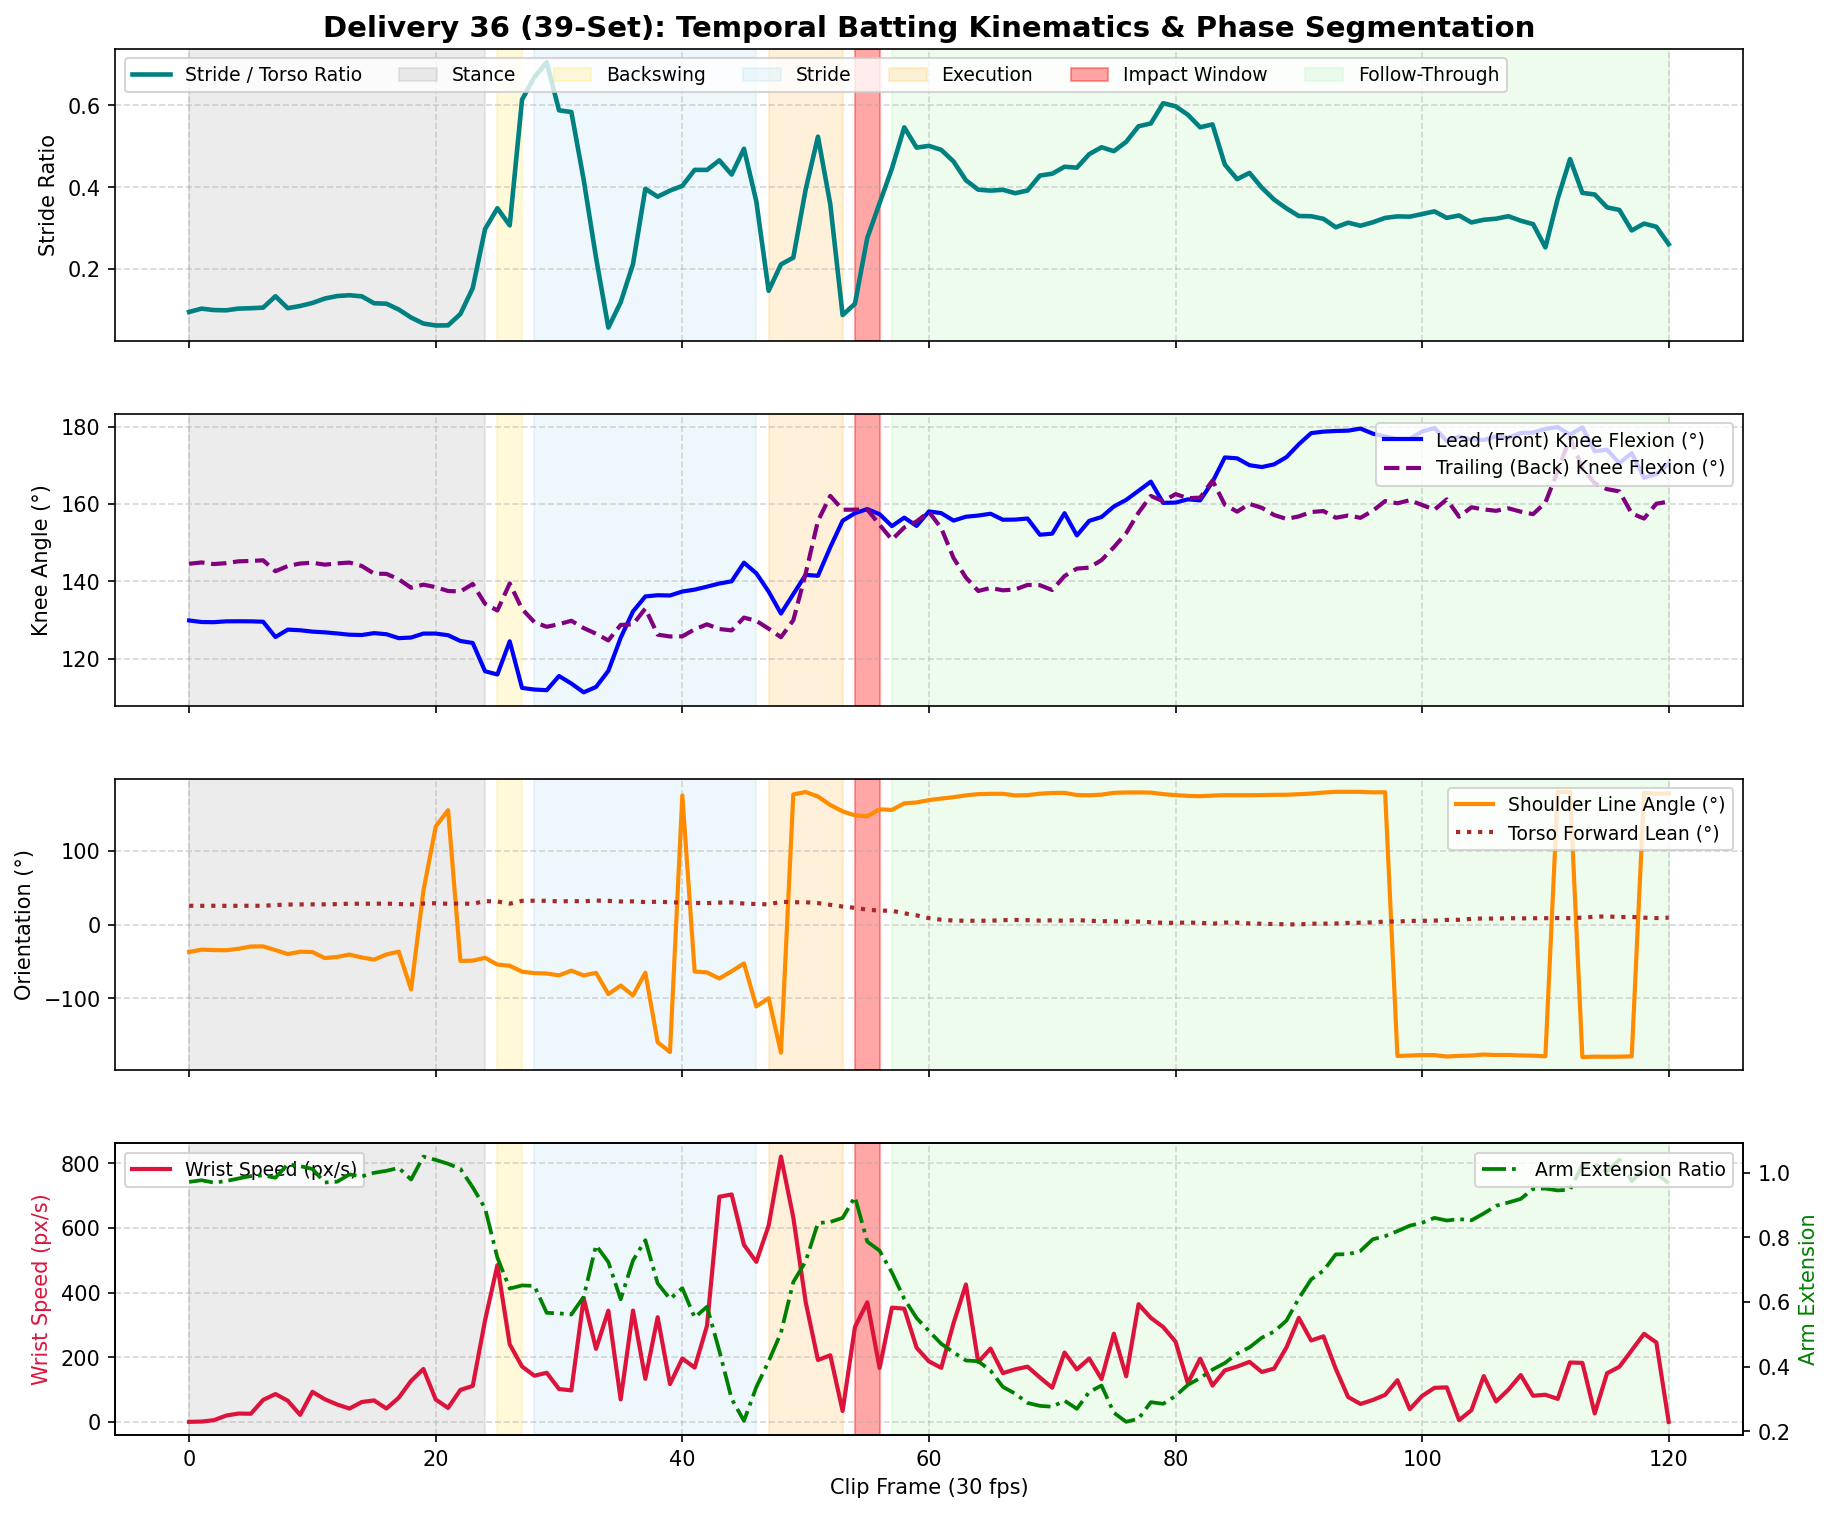 Delivery 36 (39-Set): Temporal Batting Kinematics & Phase Segmentation
Stride / Torso Ratio Stance Backswing Stride Execution Impact Window Follow-Through
Stride Ratio
0.6
0.4
0.2
Lead (Front) Knee Flexion (°)
Trailing (Back) Knee Flexion (°)
Knee Angle (°)
180
160
140
120
Shoulder Line Angle (°)
Torso Forward Lean (°)
Orientation (°)
100
0
−100
Wrist Speed (px/s)
Arm Extension Ratio
Wrist Speed (px/s)
800
600
400
200
0
1.0
0.8
0.6
0.4
0.2
Arm Extension
0 20 40 60 80 100 120
Clip Frame (30 fps)